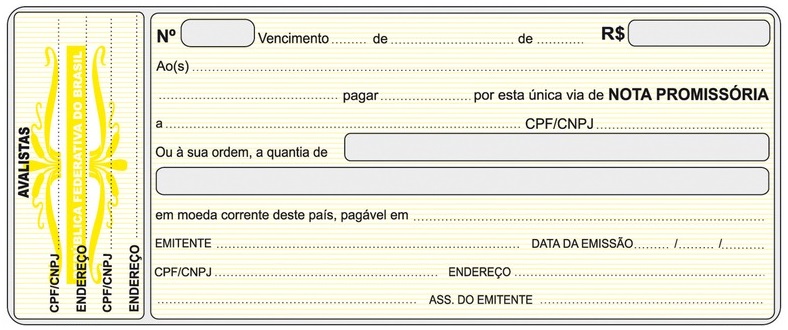 AVALISTAS
BLICA FEDERATIVA DO BRASIL
CPF/CNPJ
ENDEREÇO
CPF/CNPJ
ENDEREÇO
Nº Vencimento ....... de .............................. de ........... R$
Ao(s) ....................................................................................................
.............................. pagar .................... por esta única via de NOTA PROMISSÓRIA
a ............................................................ CPF/CNPJ ..............................
Ou à sua ordem, a quantia de
em moeda corrente deste país, pagável em ............................................................
EMITENTE ............................................................ DATA DA EMISSÃO ........ / ........ / ..........
CPF/CNPJ ........................................ ENDEREÇO ..................................................
............................................................ ASS. DO EMITENTE ........................................